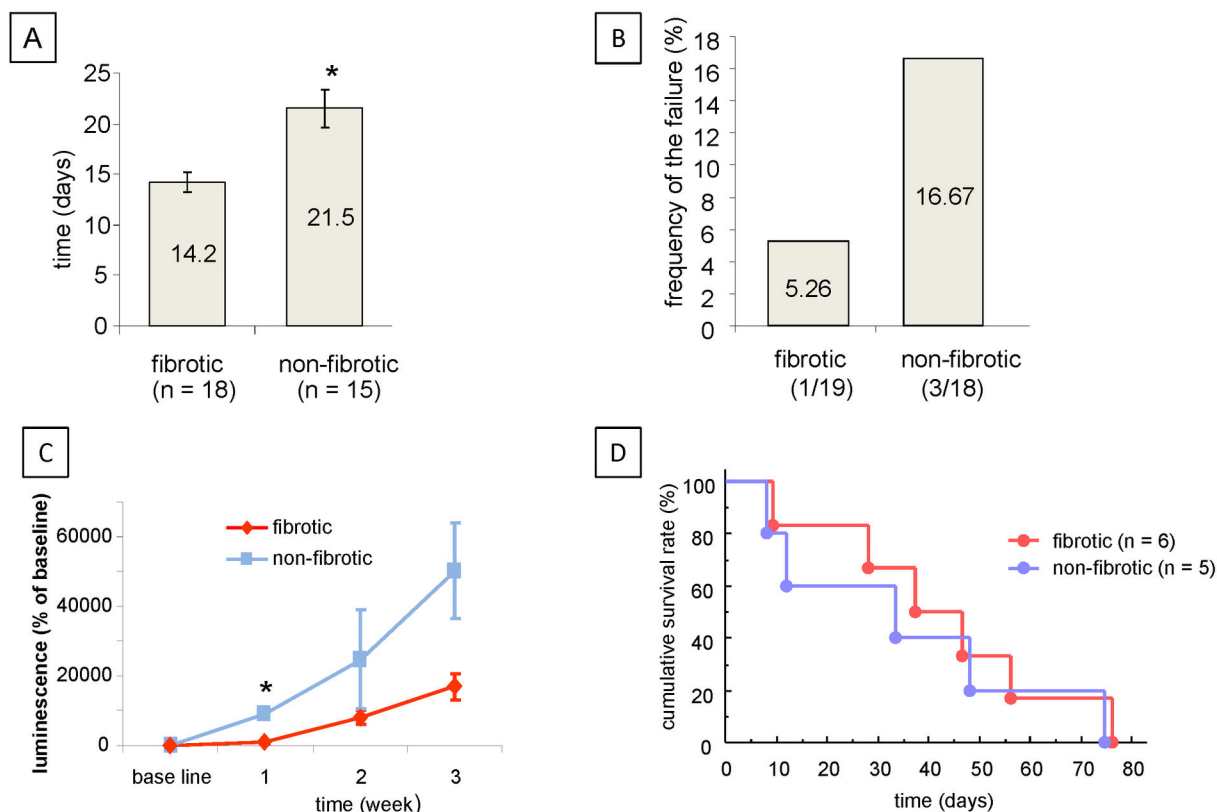 A
time (days)
25
20
15
10
5
0
*
14.2
21.5
fibrotic
(n = 18)
non-fibrotic
(n = 15)
B
frequency of the failure (%)
18
16
14
12
10
8
6
4
2
0
5.26
16.67
fibrotic
(1/19)
non-fibrotic
(3/18)
C
luminescence (% of baseline)
60000
40000
20000
0
fibrotic
non-fibrotic
*
base line
1
2
3
time (week)
D
cumulative survival rate (%)
100
80
60
40
20
0
fibrotic (n = 6)
non-fibrotic (n = 5)
0
10
20
30
40
50
60
70
80
time (days)